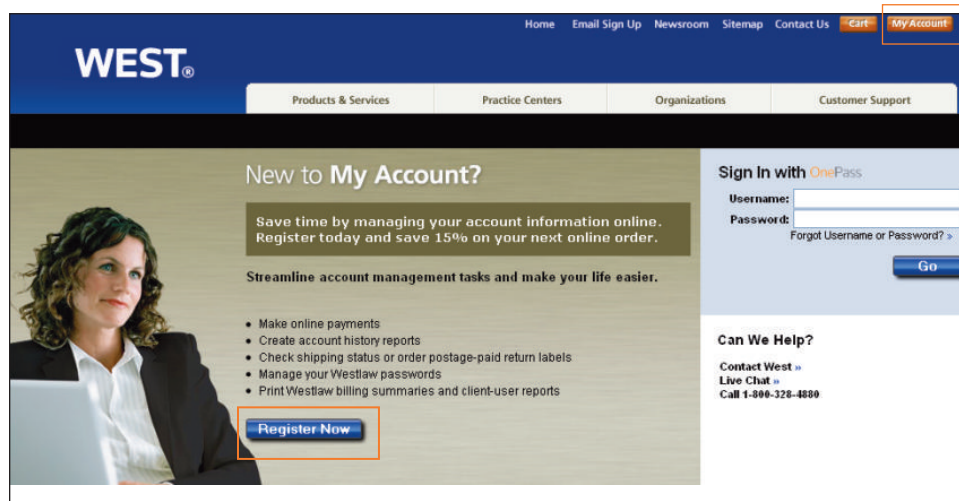 Home Email Sign Up Newsroom Sitemap Contact Us Cart My Account
WEST®
Products & Services Practice Centers Organizations Customer Support
New to My Account?
Save time by managing your account information online.
Register today and save 15% on your next online order.
Streamline account management tasks and make your life easier.
• Make online payments
• Create account history reports
• Check shipping status or order postage-paid return labels
• Manage your Westlaw passwords
• Print Westlaw billing summaries and client-user reports
Register Now
Sign In with OnePass
Username:
Password:
Forgot Username or Password? »
Go
Can We Help?
Contact West »
Live Chat »
Call 1-800-328-4880